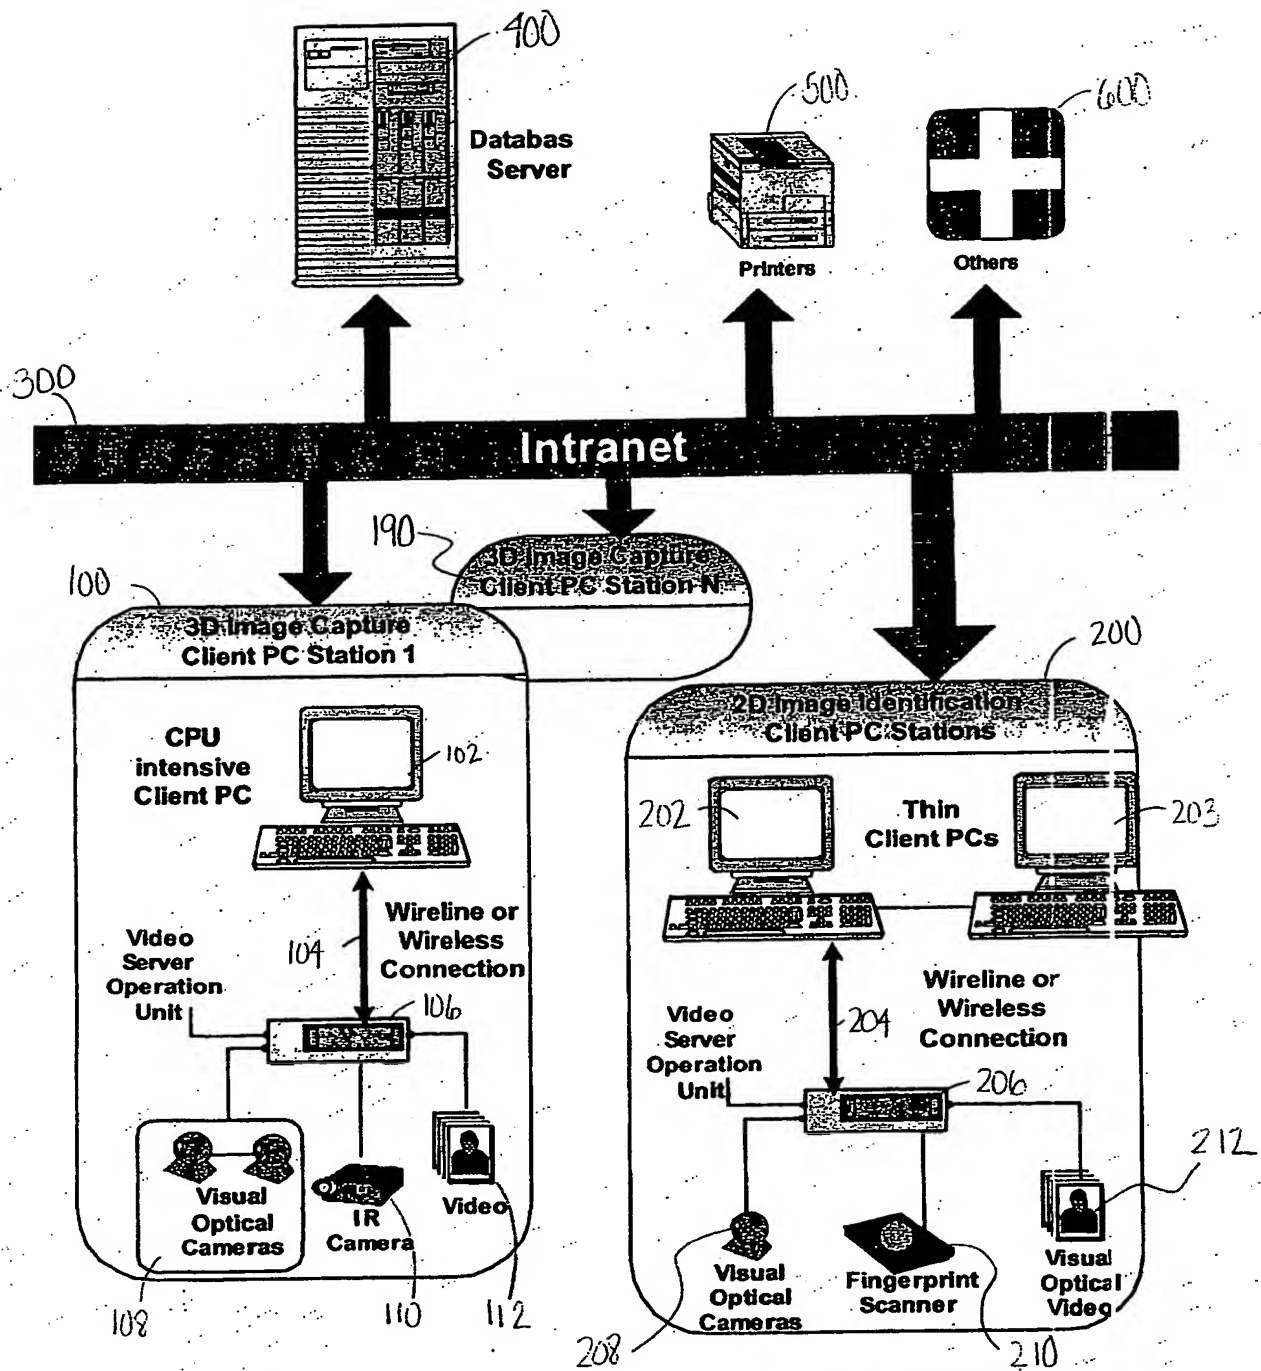 400
500
600
Databas
Server
Printers
Others
300
Intranet
190
3D Image Capture
Client PC Station N
100
3D Image Capture
Client PC Station 1
200
2D Image Identification
Client PC Stations
CPU
intensive
Client PC
102
202
Thin
Client PCs
203
Wireline or
Wireless
Connection
104
Video
Server
Operation
Unit
106
Wireline or
Wireless
Connection
204
Video
Server
Operation
Unit
206
212
Visual
Optical
Cameras
IR
Camera
Video
108
110
112
Visual
Optical
Cameras
Fingerprint
Scanner
Visual
Optical
Video
208
210